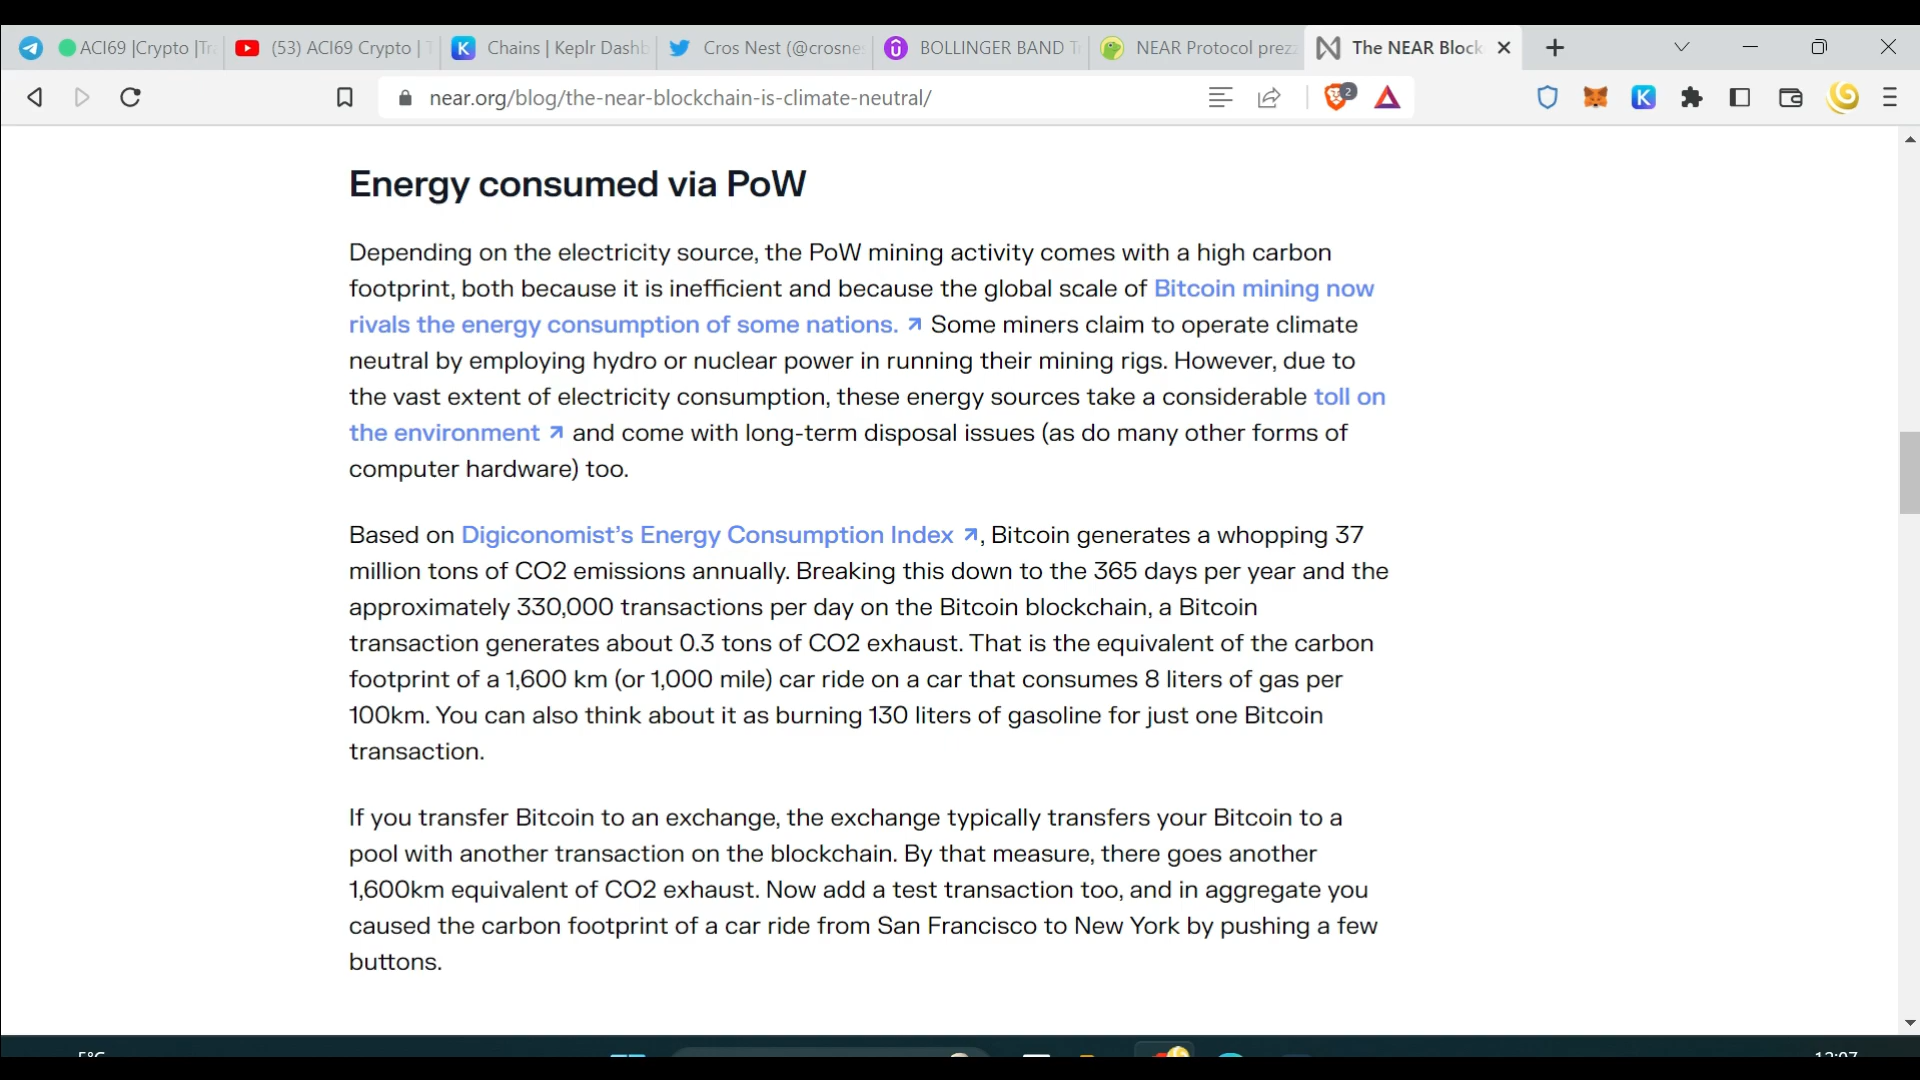 ACI69 |Crypto |Tr
(53) ACI69 Crypto | T
Chains | Keplr Dashb
Cros Nest (@crosnes
BOLLINGER BAND T
NEAR Protocol prezz
The NEAR Block
near.org/blog/the-near-blockchain-is-climate-neutral/
2
Energy consumed via PoW
Depending on the electricity source, the PoW mining activity comes with a high carbon
footprint, both because it is inefficient and because the global scale of Bitcoin mining now
rivals the energy consumption of some nations. Some miners claim to operate climate
neutral by employing hydro or nuclear power in running their mining rigs. However, due to
the vast extent of electricity consumption, these energy sources take a considerable toll on
the environment and come with long-term disposal issues (as do many other forms of
computer hardware) too.
Based on Digiconomist’s Energy Consumption Index , Bitcoin generates a whopping 37
million tons of CO2 emissions annually. Breaking this down to the 365 days per year and the
approximately 330,000 transactions per day on the Bitcoin blockchain, a Bitcoin
transaction generates about 0.3 tons of CO2 exhaust. That is the equivalent of the carbon
footprint of a 1,600 km (or 1,000 mile) car ride on a car that consumes 8 liters of gas per
100km. You can also think about it as burning 130 liters of gasoline for just one Bitcoin
transaction.
If you transfer Bitcoin to an exchange, the exchange typically transfers your Bitcoin to a
pool with another transaction on the blockchain. By that measure, there goes another
1,600km equivalent of CO2 exhaust. Now add a test transaction too, and in aggregate you
caused the carbon footprint of a car ride from San Francisco to New York by pushing a few
buttons.